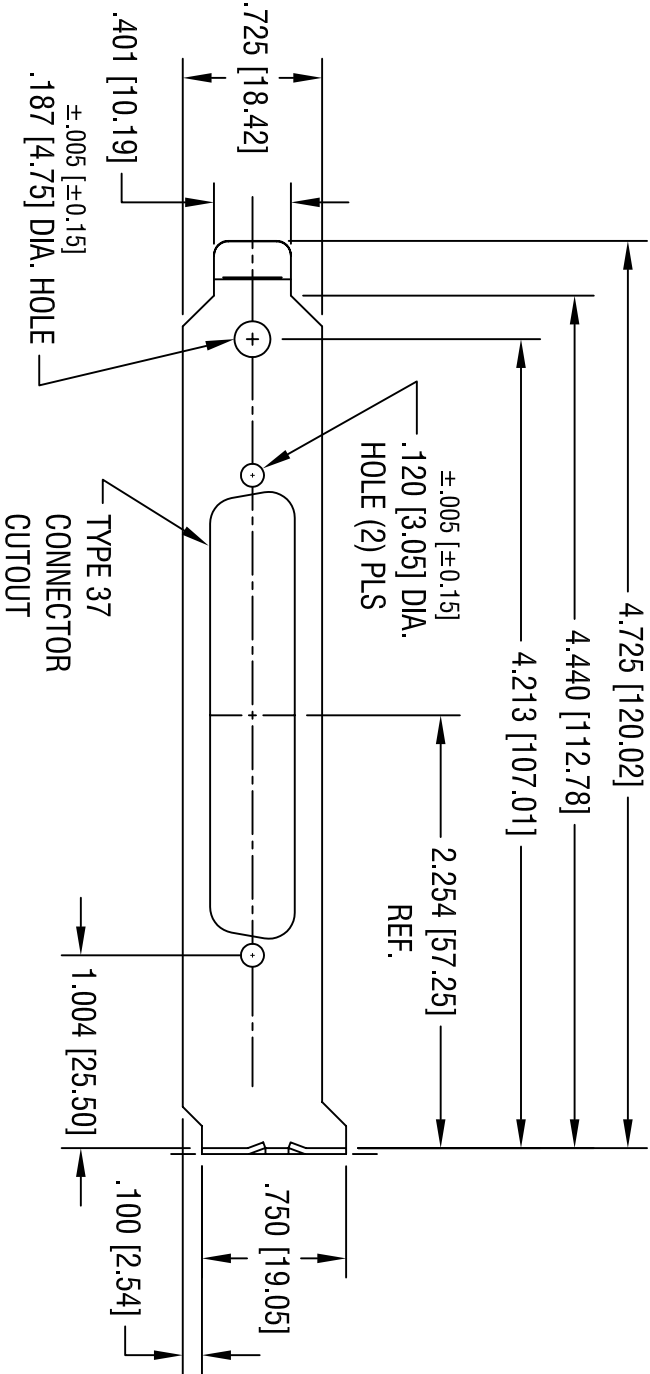 4.725 [120.02]
4.440 [112.78]
4.213 [107.01]
2.254 [57.25]
REF.
±.005 [±0.15]
.120 [3.05] DIA.
HOLE (2) PLS
.725 [18.42]
.401 [10.19]
±.005 [±0.15]
.187 [4.75] DIA. HOLE
TYPE 37
CONNECTOR
CUTOUT
1.004 [25.50]
.750 [19.05]
.100 [2.54]